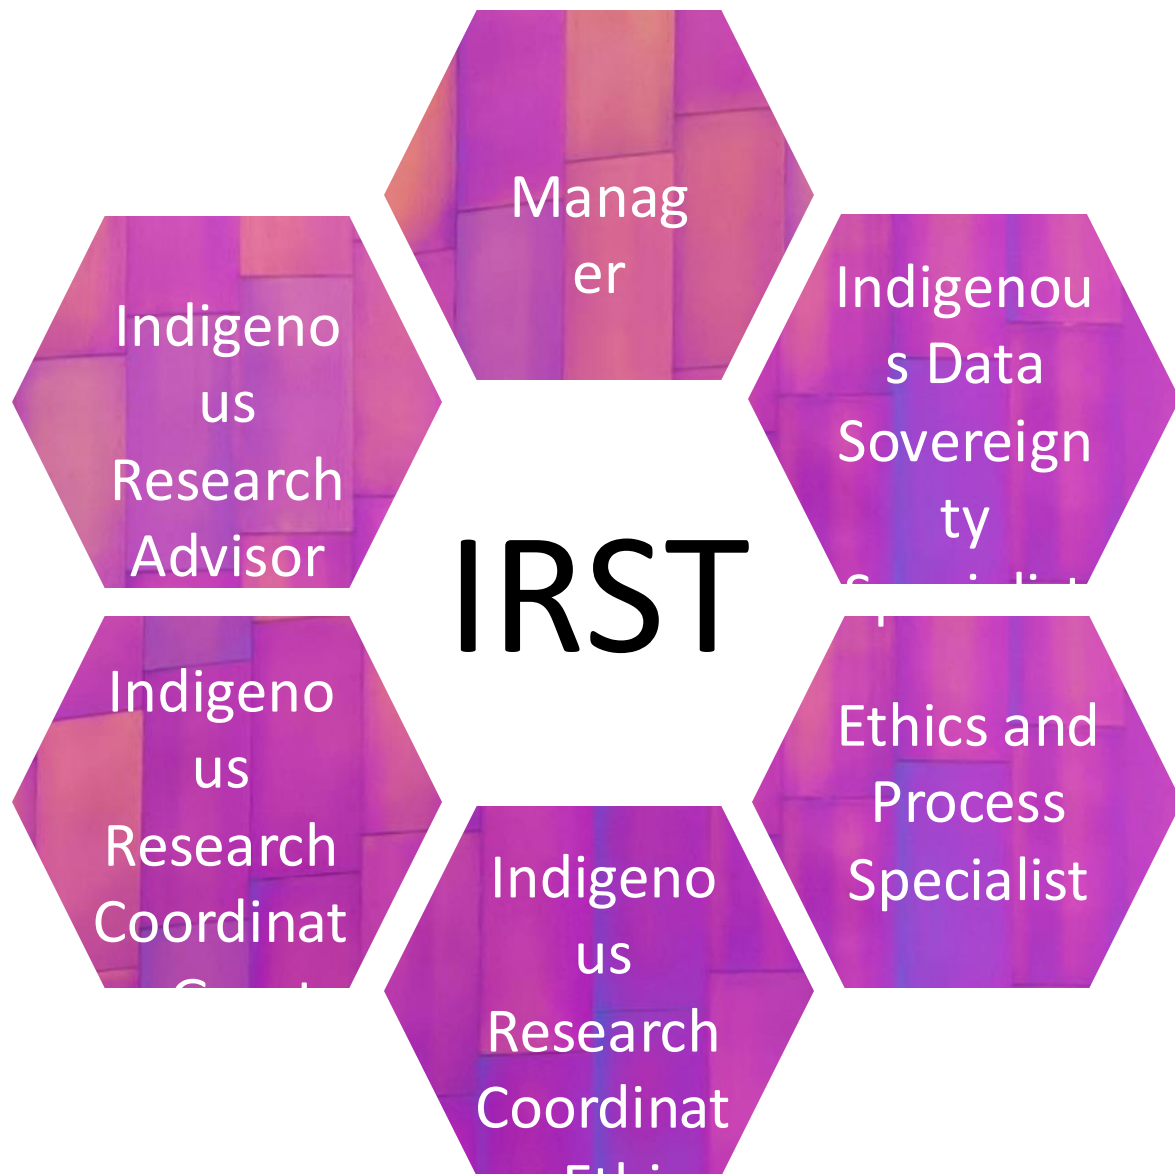 Manag
er
Indigenou
s Data
Sovereign
ty
Specialist
Ethics and
Process
Specialist
Indigeno
us
Research
Coordinat
Indigeno
us
Research
Coordinat
Indigeno
us
Research
Advisor
IRST